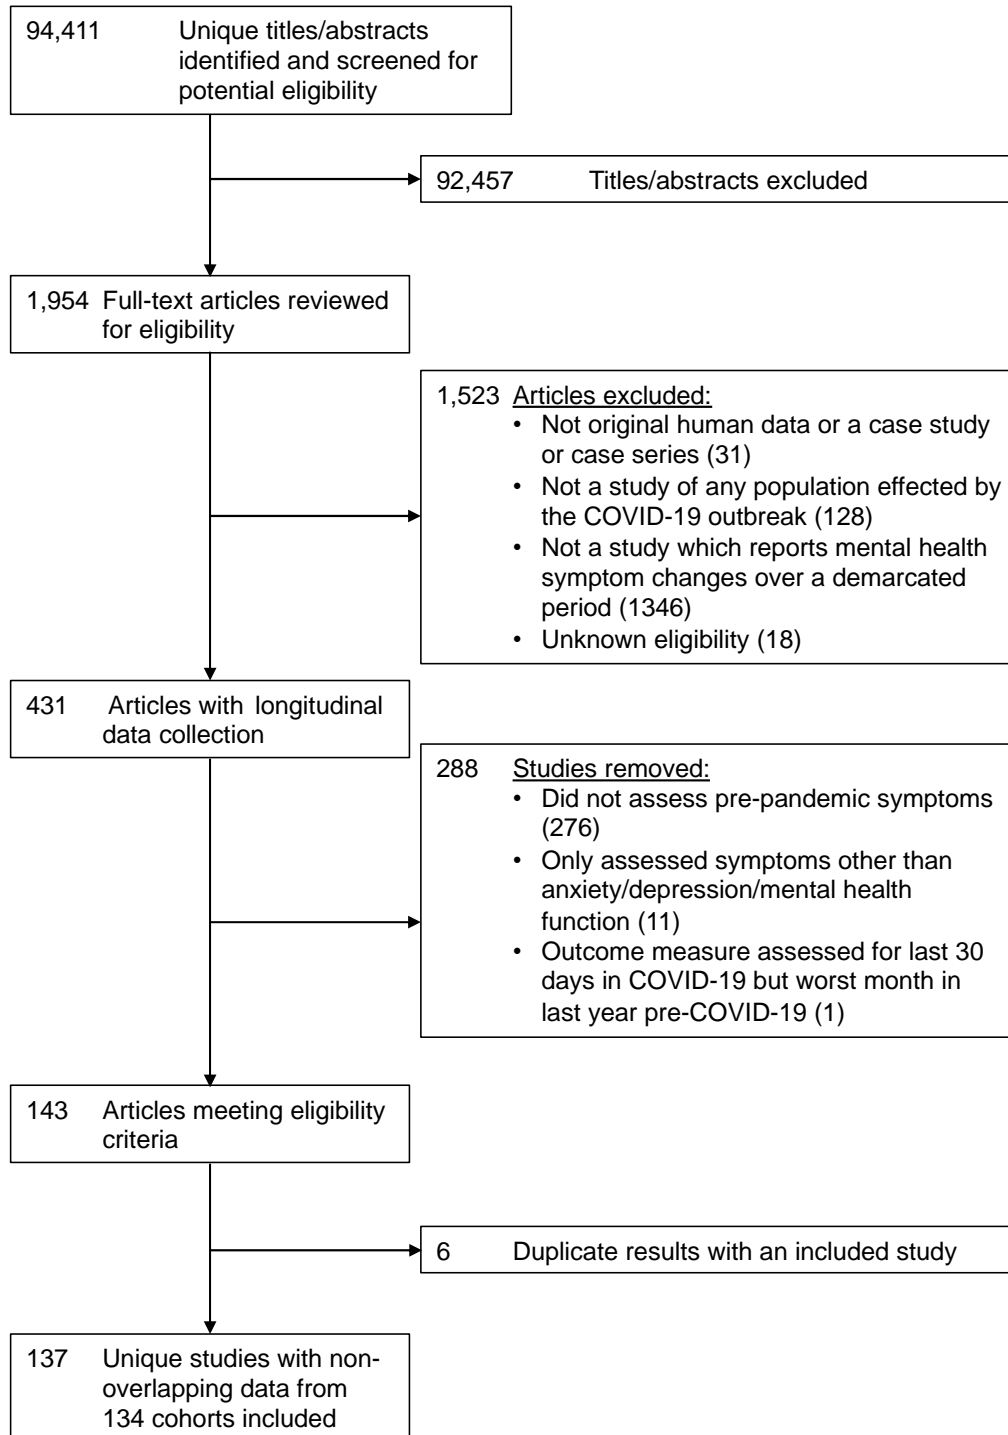 94,411 Unique titles/abstracts
identified and screened for
potential eligibility
92,457 Titles/abstracts excluded
1,954 Full-text articles reviewed
for eligibility
1,523 Articles excluded:
• Not original human data or a case study
or case series (31)
• Not a study of any population effected by
the COVID-19 outbreak (128)
• Not a study which reports mental health
symptom changes over a demarcated
period (1346)
• Unknown eligibility (18)
431 Articles with longitudinal
data collection
288 Studies removed:
• Did not assess pre-pandemic symptoms
(276)
• Only assessed symptoms other than
anxiety/depression/mental health
function (11)
• Outcome measure assessed for last 30
days in COVID-19 but worst month in
last year pre-COVID-19 (1)
143 Articles meeting eligibility
criteria
6 Duplicate results with an included study
137 Unique studies with non-
overlapping data from
134 cohorts included